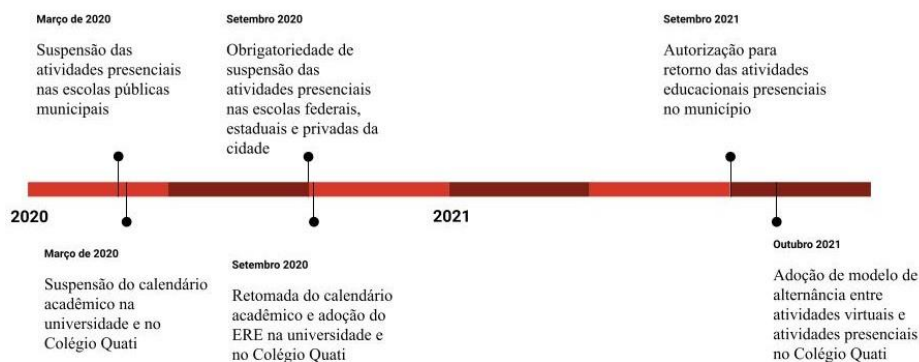 Março de 2020
Suspensão das
atividades presenciais
nas escolas públicas
municipais
Setembro 2020
Obrigatoriedade de
suspensão das
atividades presenciais
nas escolas federais,
estaduais e privadas da
cidade
Setembro 2021
Autorização para
retorno das atividades
educacionais presenciais
no município
2020
2021
Março de 2020
Suspensão do calendário
acadêmico na
universidade e no
Colégio Quati
Setembro 2020
Retomada do calendário
acadêmico e adoção do
ERE na universidade e
no Colégio Quati
Outubro 2021
Adoção de modelo de
alternância entre
atividades virtuais e
atividades presenciais
no Colégio Quati